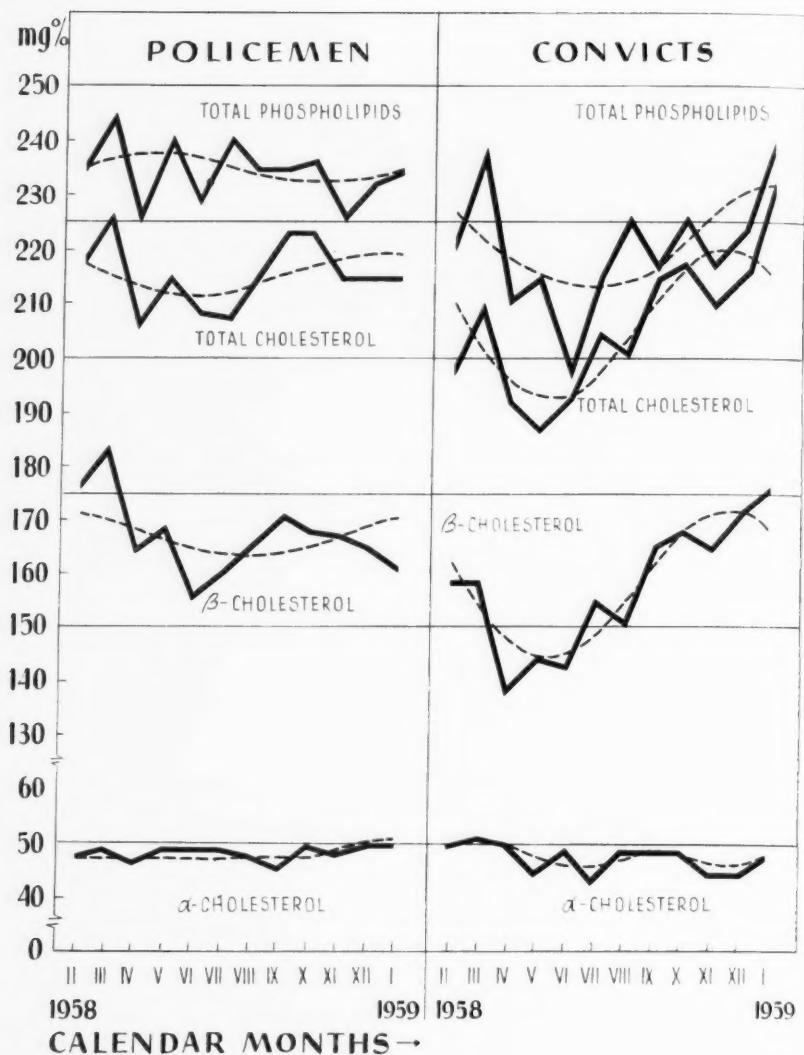 mg%
POLICEMEN
CONVICTS
250
TOTAL PHOSPHOLIPIDS
TOTAL PHOSPHOLIPIDS
240
230
220
210
TOTAL CHOLESTEROL
200
190
TOTAL CHOLESTEROL
180
170
β-CHOLESTEROL
160
β-CHOLESTEROL
150
140
130
60
50
40
α-CHOLESTEROL
α-CHOLESTEROL
0
II III IV V VI VII VIII IX X XI XII I
II III IV V VI VII VIII IX X XI XII I
1958 1959
1958 1959
CALENDAR MONTHS→